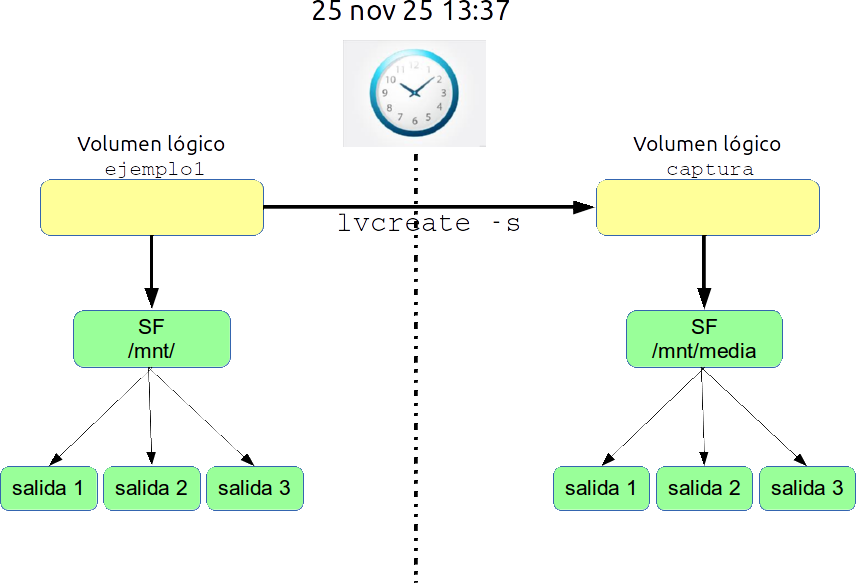 25 nov 25 13:37
12
1
2
3
4
5
6
7
8
9
10
11
Volumen lógico
ejemplo1
Volumen lógico
captura
lvcreate -s
SF
/mnt/
SF
/mnt/media
salida 1
salida 2
salida 3
salida 1
salida 2
salida 3